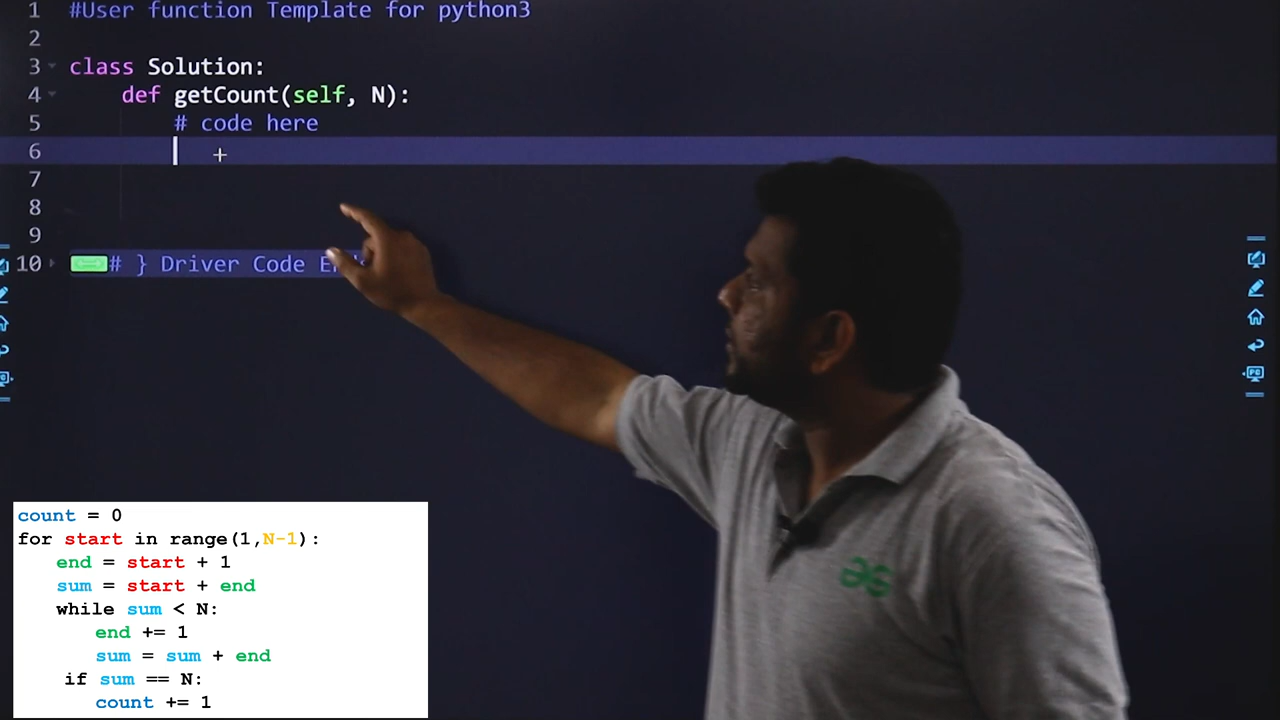 1 #User function Template for python3
2
3 class Solution:
4 def getCount(self, N):
5 # code here
6
7
8
9
10 # } Driver Code
count = 0
for start in range(1,N-1):
end = start + 1
sum = start + end
while sum < N:
end += 1
sum = sum + end
if sum == N:
count += 1